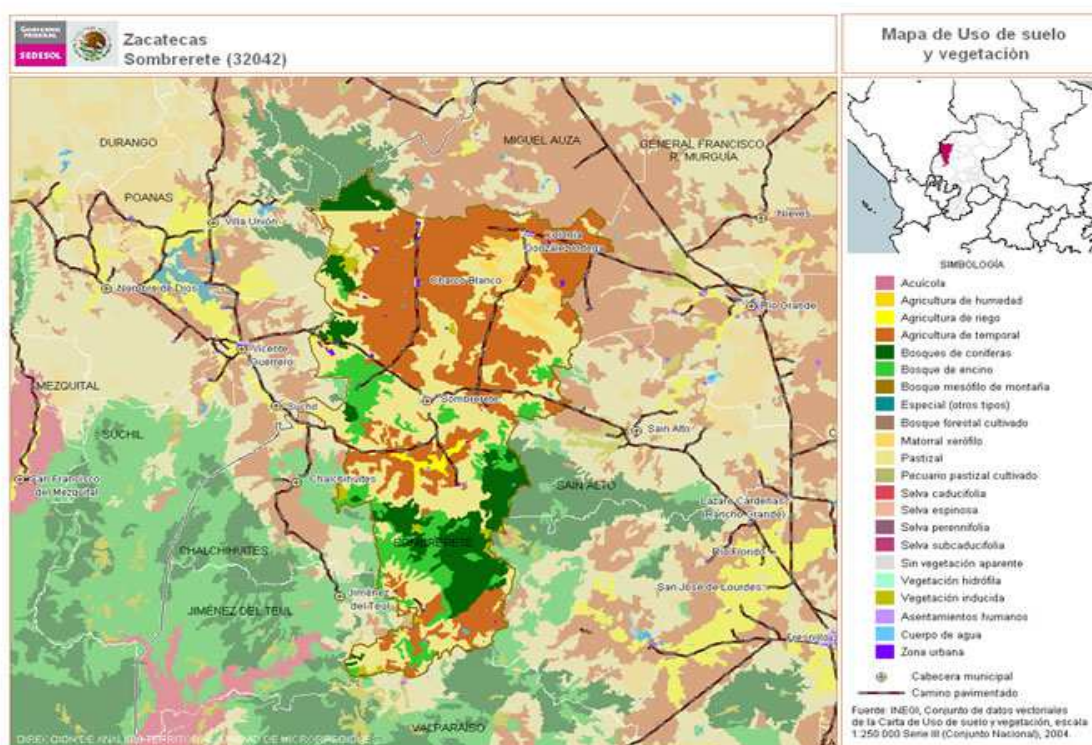 GOBIERNO
FEDERAL
SEDESOL
Zacatecas
Sombrerete (32042)
Mapa de Uso de suelo
y vegetación
DURANGO
MIGUEL AUZA
GENERAL FRANCISCO
R. MURGUÍA
POANAS
Villa Unión
Nieves
Colonia
González Ortega
Nombre de Dios
Charco Blanco
Río Grande
Vicente
Guerrero
MEZQUITAL
Sombrerete
SUCHIL
Suchil
Sain Alto
San Francisco
del Mezquital
Chalchihuites
SAIN ALTO
Lázaro Cárdenas
(Rancho Grande)
CHALCHIHUITES
SOMBRERETE
Río Florido
San José de Lourdes
JIMÉNEZ DEL TEUL
Jiménez
del Teul
Fresnillo
VALPARAÍSO
DIRECCIÓN DE ANÁLISIS TERRITORIAL, UNIDAD DE MICRORREGIONES
SIMBOLOGÍA
Acuícola
Agricultura de humedad
Agricultura de riego
Agricultura de temporal
Bosques de coníferas
Bosque de encino
Bosque mesófilo de montaña
Especial (otros tipos)
Bosque forestal cultivado
Matorral xerófilo
Pastizal
Pecuario pastizal cultivado
Selva caducifolia
Selva espinosa
Selva perennifolia
Selva subcaducifolia
Sin vegetación aparente
Vegetación hidrófila
Vegetación inducida
Asentamientos humanos
Cuerpo de agua
Zona urbana
Cabecera municipal
Camino pavimentado
Fuente: INEGI, Conjunto de datos vectoriales
de la Carta de Uso de suelo y vegetación, escala
1:250 000 Serie III (Conjunto Nacional), 2004.